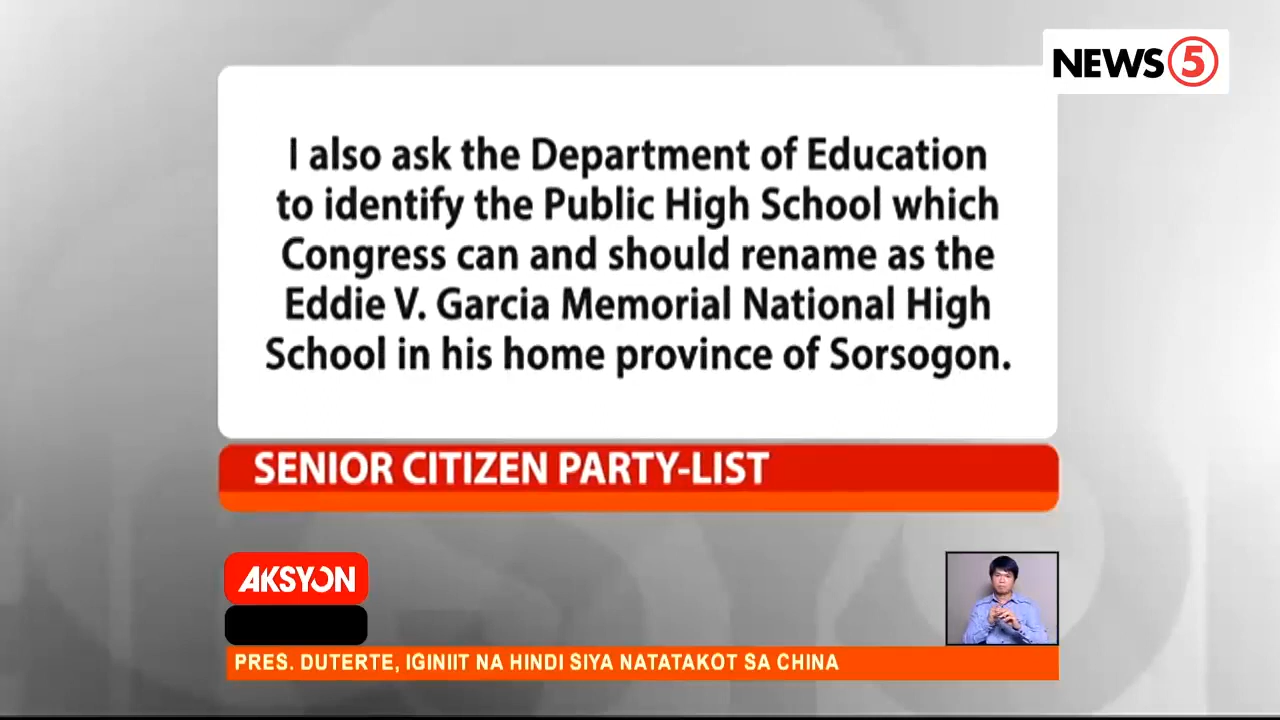 NEWS 5
I also ask the Department of Education
to identify the Public High School which
Congress can and should rename as the
Eddie V. Garcia Memorial National High
School in his home province of Sorsogon.
SENIOR CITIZEN PARTY-LIST
AKSYON
PRES. DUTERTE, IGINIIT NA HINDI SIYA NATATAKOT SA CHINA